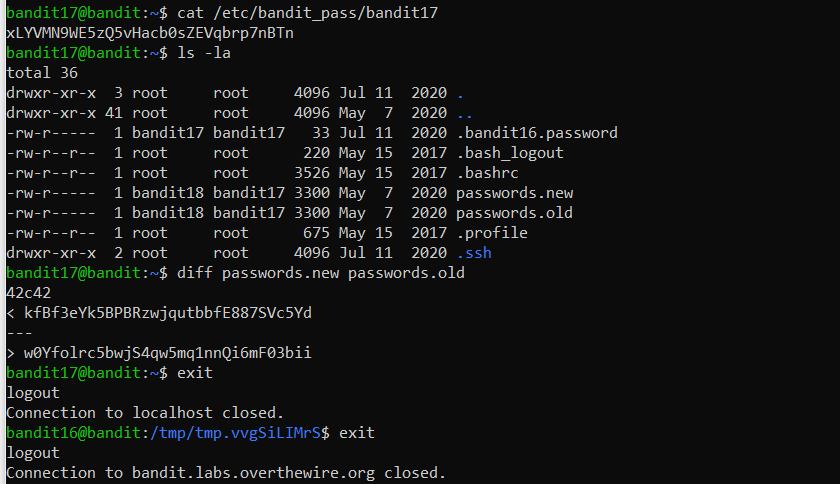 bandit17@bandit:~$ cat /etc/bandit_pass/bandit17
xLYVMN9WE5zQ5vHacb0sZEVqbrp7nBTn
bandit17@bandit:~$ ls -la
total 36
drwxr-xr-x  3 root     root     4096 Jul 11  2020 .
drwxr-xr-x 41 root     root     4096 May  7  2020 ..
-rw-r-----  1 bandit17 bandit17   33 Jul 11  2020 .bandit16.password
-rw-r--r--  1 root     root      220 May 15  2017 .bash_logout
-rw-r--r--  1 root     root     3526 May 15  2017 .bashrc
-rw-r-----  1 bandit18 bandit17 3300 May  7  2020 passwords.new
-rw-r-----  1 bandit18 bandit17 3300 May  7  2020 passwords.old
-rw-r--r--  1 root     root      675 May 15  2017 .profile
drwxr-xr-x  2 root     root     4096 Jul 11  2020 .ssh
bandit17@bandit:~$ diff passwords.new passwords.old
42c42
< kfBf3eYk5BPBRzwjqutbbfE887SVc5Yd
---
> w0Yfolrc5bwjS4qw5mq1nnQi6mF03bii
bandit17@bandit:~$ exit
logout
Connection to localhost closed.
bandit16@bandit:/tmp/tmp.vvgSiLIMrS$ exit
logout
Connection to bandit.labs.overthewire.org closed.